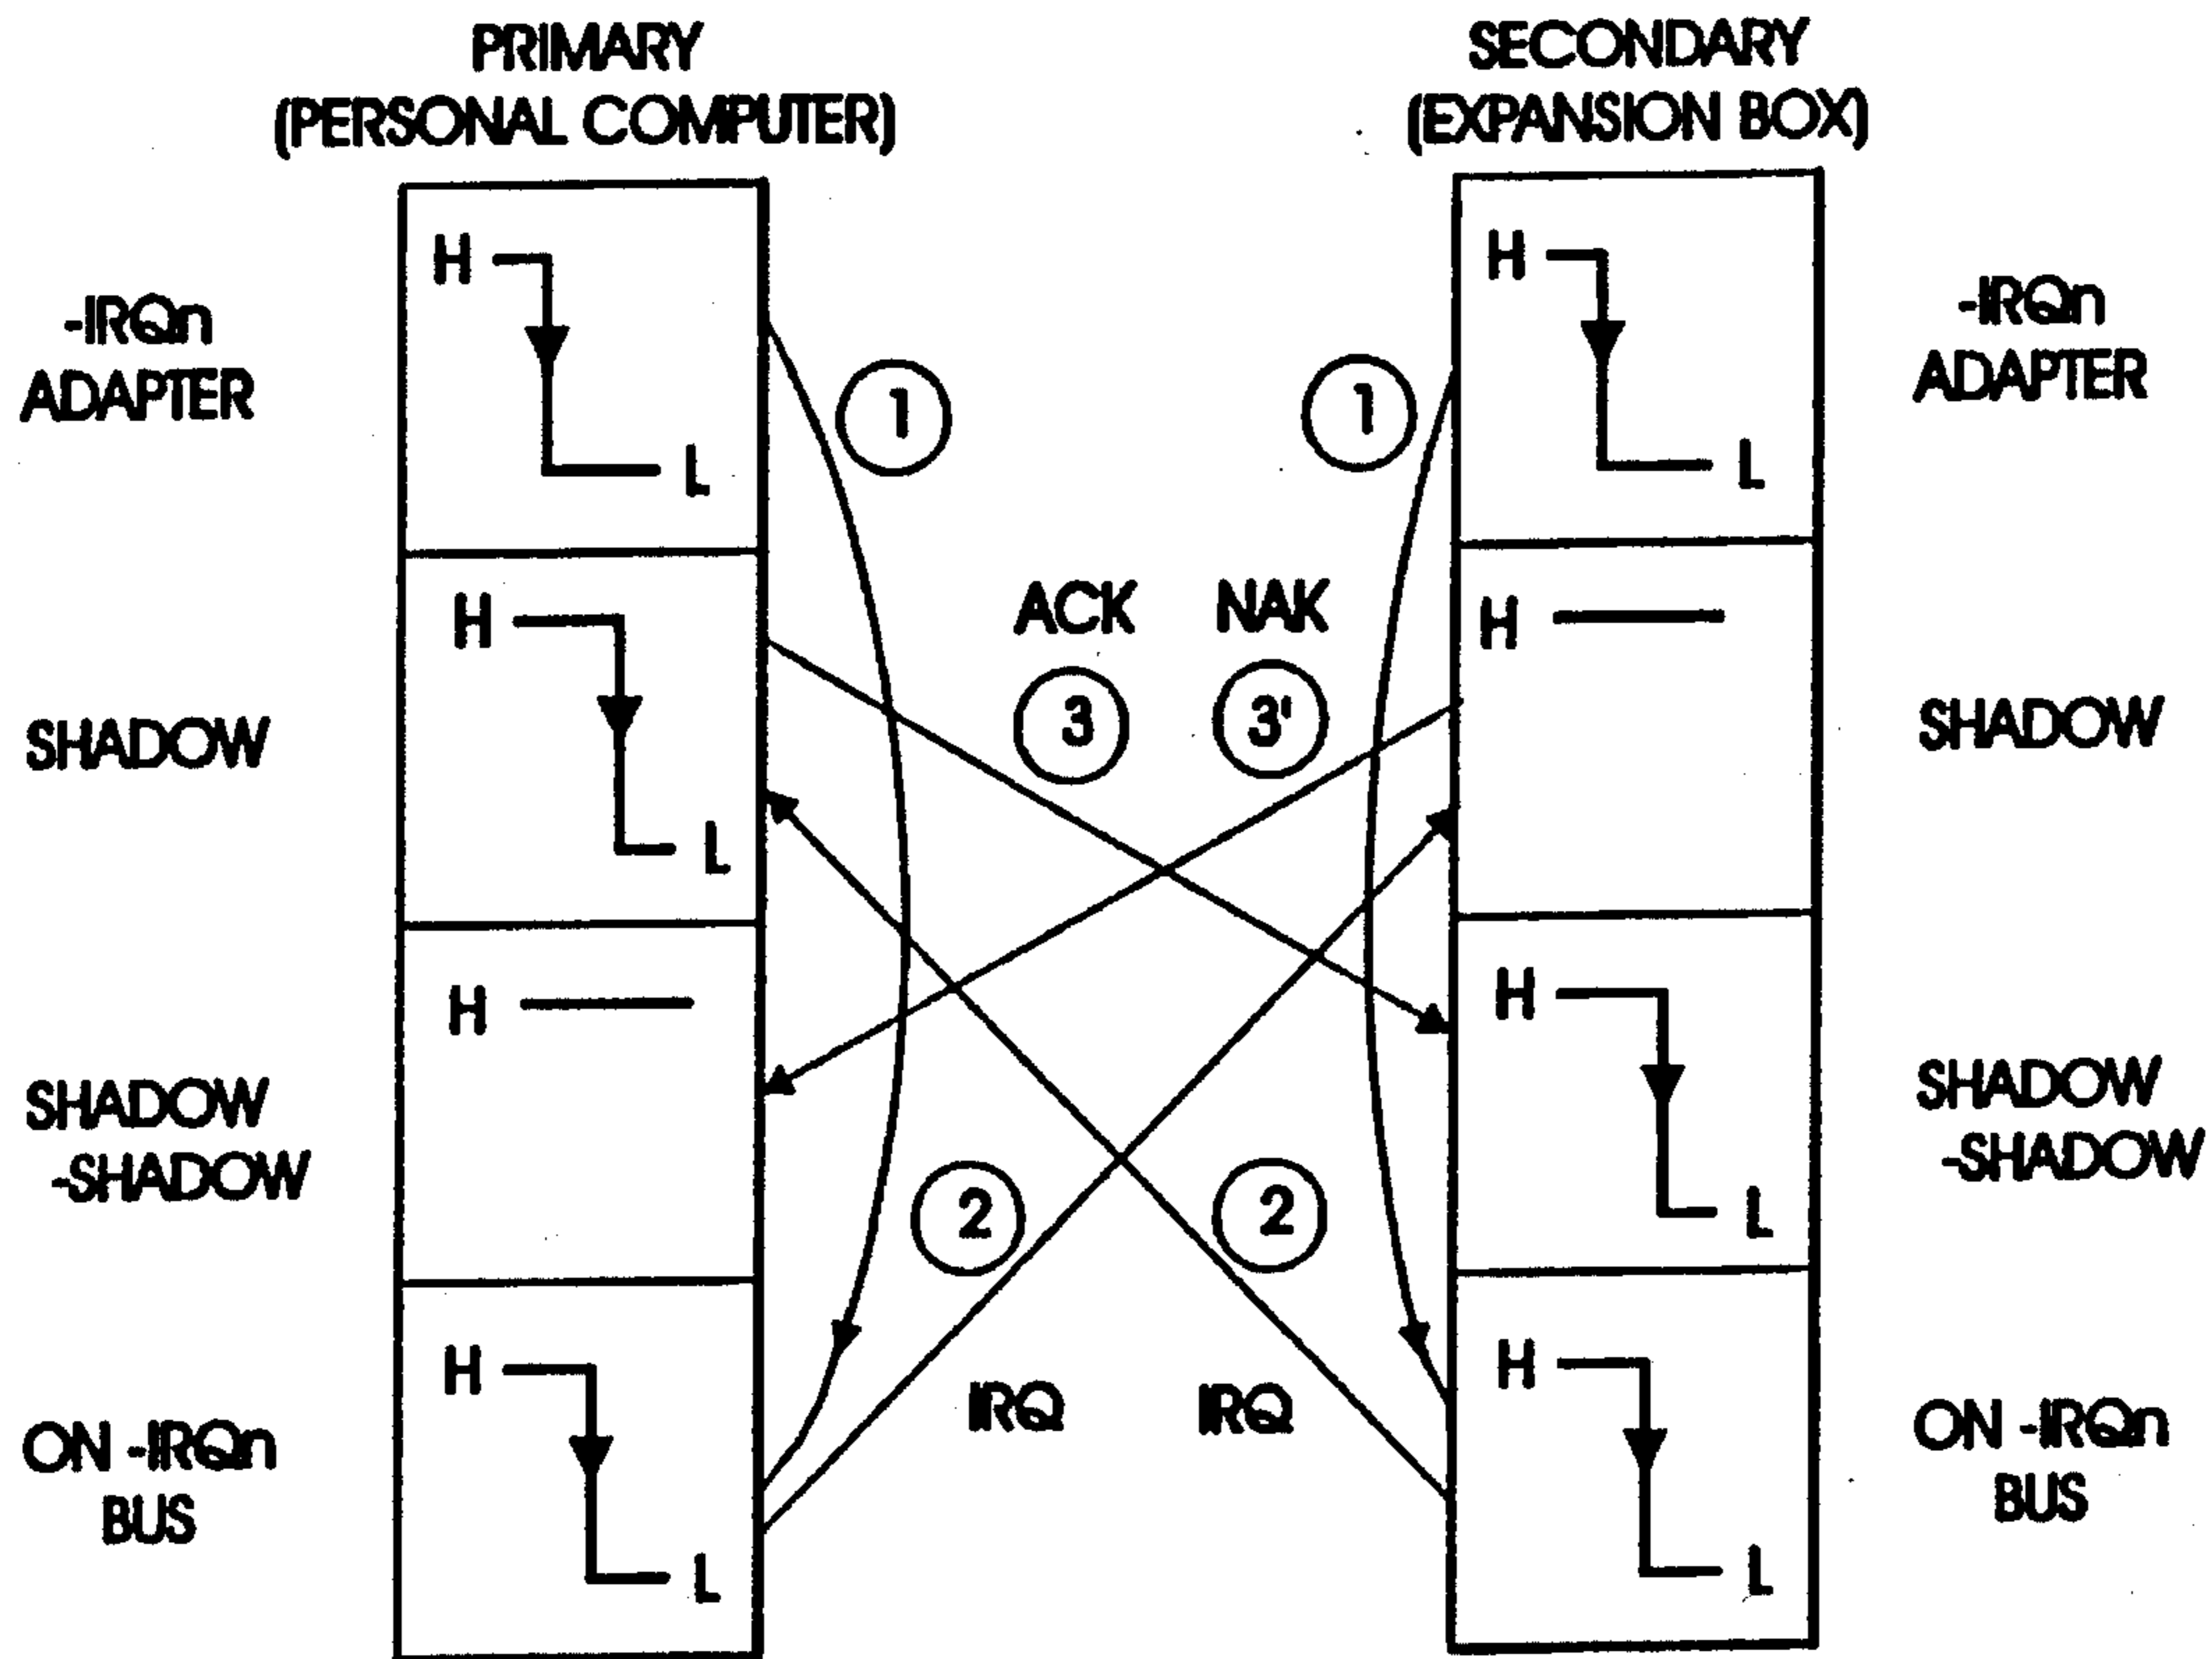 PRIMARY
(PERSONAL COMPUTER)
SECONDARY
(EXPANSION BOX)
-IRQn
ADAPTER
H
L
1
1
H
L
-IRQn
ADAPTER
SHADOW
H
L
ACK
3
NAK
3'
H
SHADOW
SHADOW
-SHADOW
H
2
2
H
L
SHADOW
-SHADOW
ON -IRQn
BUS
H
L
IRQ
IRQ
H
L
ON -IRQn
BUS